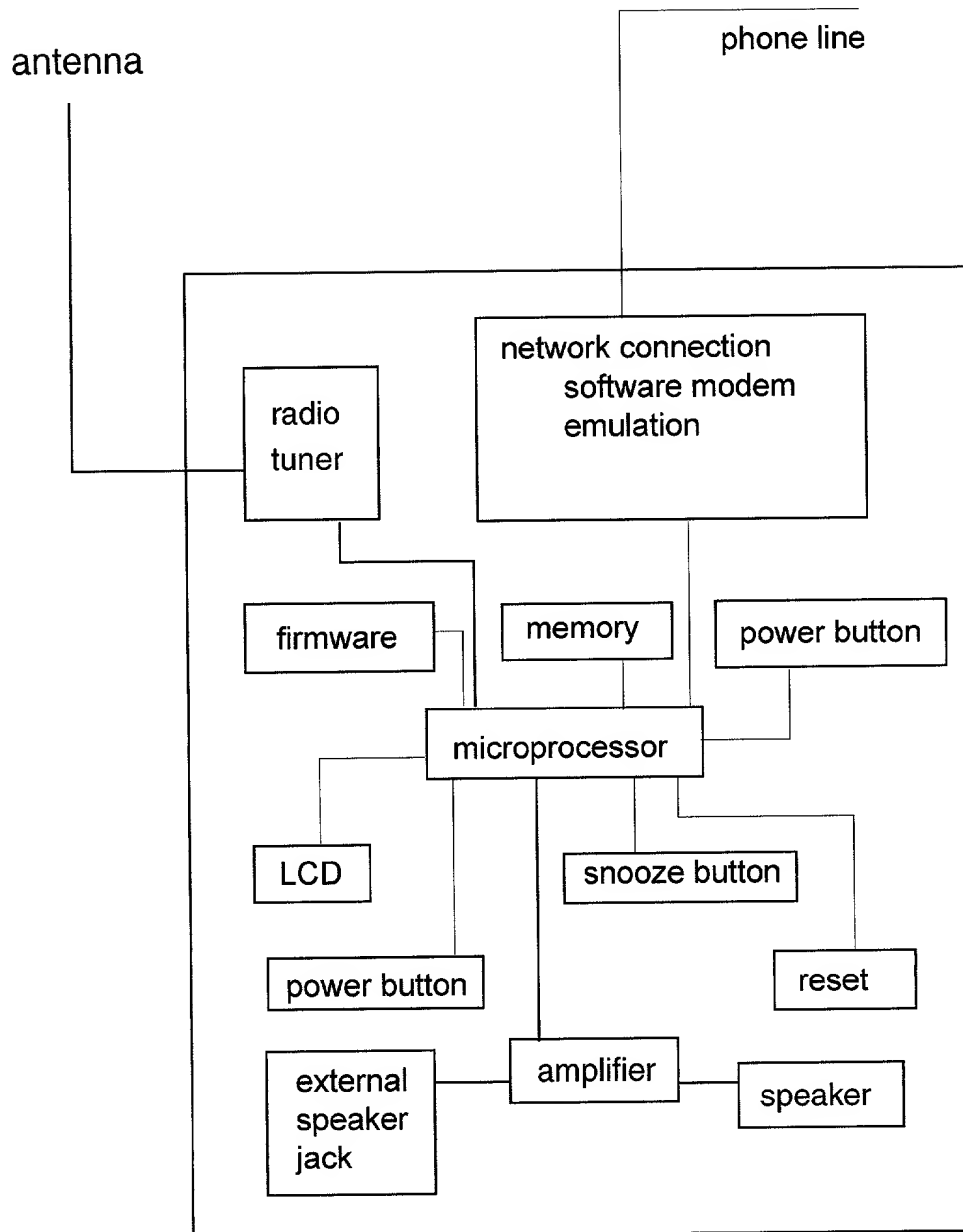 phone line
antenna
network connection
software modem
emulation
radio
tuner
firmware
memory
power button
microprocessor
LCD
snooze button
power button
reset
external
speaker
jack
amplifier
speaker